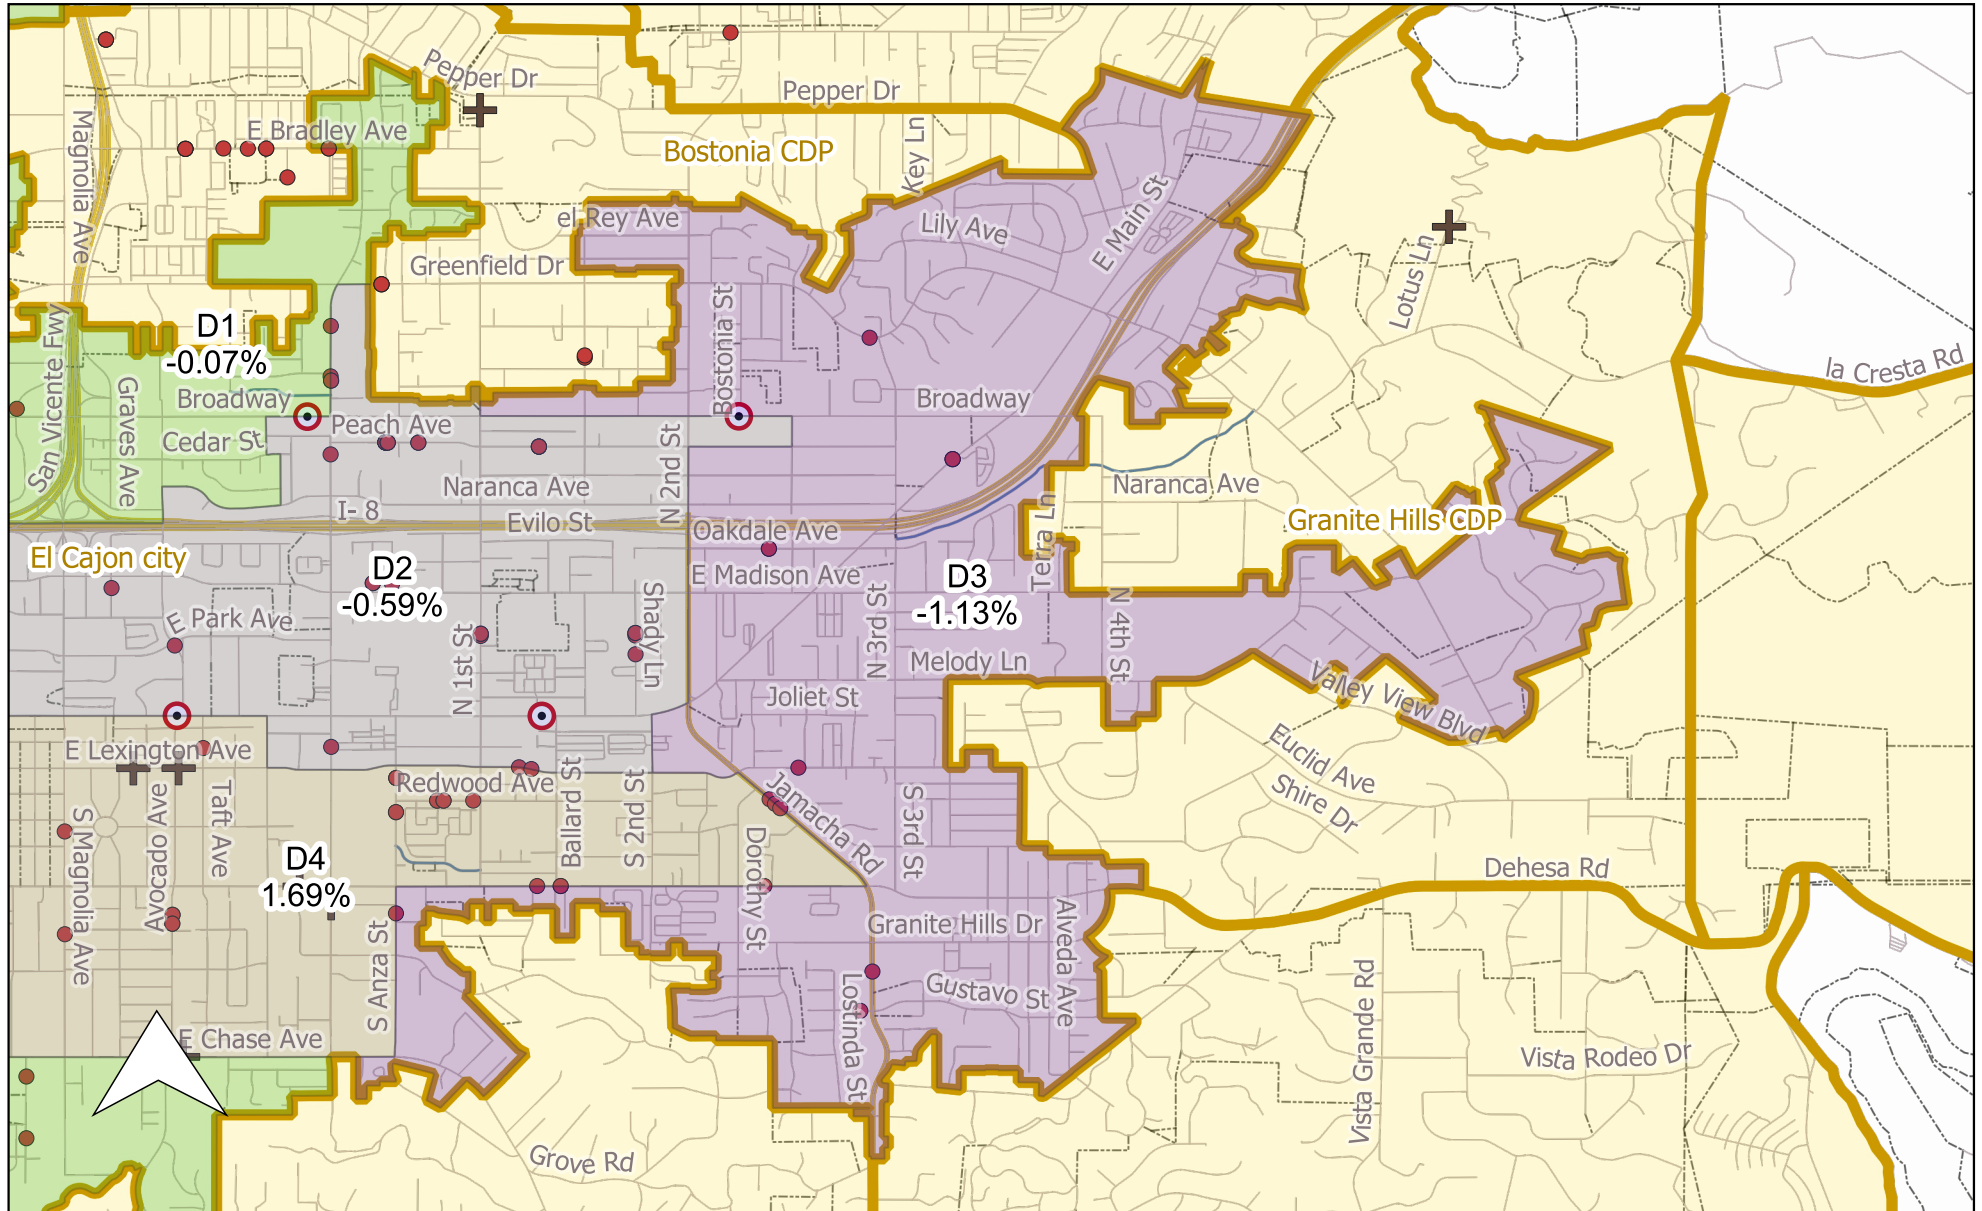 Pepper Dr
Pepper Dr
Magnolia Ave
E Bradley Ave
Bostonia CDP
Key Ln
el Rey Ave
Lily Ave
E Main St
Greenfield Dr
Lotus Ln
Bostonia St
D1
-0.07%
San Vicente Fwy
Graves Ave
la Cresta Rd
Broadway
Broadway
Peach Ave
Cedar St
N 2nd St
Naranca Ave
Naranca Ave
I- 8
Evilo St
Oakdale Ave
Terra Ln
Granite Hills CDP
El Cajon city
D2
-0.59%
E Madison Ave
D3
-1.13%
E Park Ave
Shady Ln
N 1st St
N 3rd St
N 4th St
Melody Ln
Joliet St
Valley View Blvd
E Lexington Ave
Euclid Ave
Redwood Ave
Shire Dr
Jamacha Rd
S Magnolia Ave
Avocado Ave
Taft Ave
Ballard St
S 2nd St
S 3rd St
Dorothy St
D4
1.69%
Dehesa Rd
Granite Hills Dr
Alveda Ave
S Anza St
Lostinda St
Gustavo St
Vista Grande Rd
E Chase Ave
Vista Rodeo Dr
Grove Rd